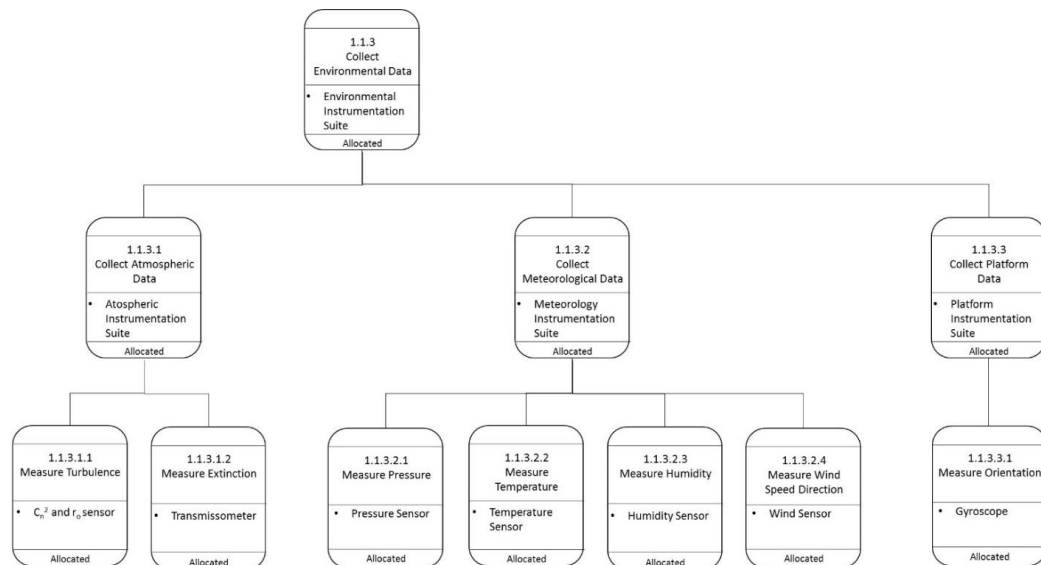 1.1.3
Collect
Environmental Data
• Environmental
Instrumentation
Suite
Allocated
1.1.3.1
Collect Atmospheric
Data
• Atospheric
Instrumentation
Suite
Allocated
1.1.3.2
Collect
Meteorological Data
• Meteorology
Instrumentation
Suite
Allocated
1.1.3.3
Collect Platform
Data
• Platform
Instrumentation
Suite
Allocated
1.1.3.1.1
Measure Turbulence
• Cₙ² and rₒ sensor
Allocated
1.1.3.1.2
Measure Extinction
• Transmissometer
Allocated
1.1.3.2.1
Measure Pressure
• Pressure Sensor
Allocated
1.1.3.2.2
Measure
Temperature
• Temperature
Sensor
Allocated
1.1.3.2.3
Measure Humidity
• Humidity Sensor
Allocated
1.1.3.2.4
Measure Wind
Speed Direction
• Wind Sensor
Allocated
1.1.3.3.1
Measure Orientation
• Gyroscope
Allocated